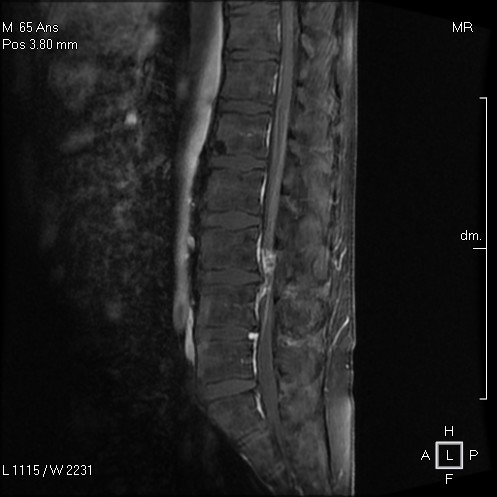 M 65 Ans
MR
Pos 3.80 mm
dm.
H
A L P
F
L 1115 / W 2231